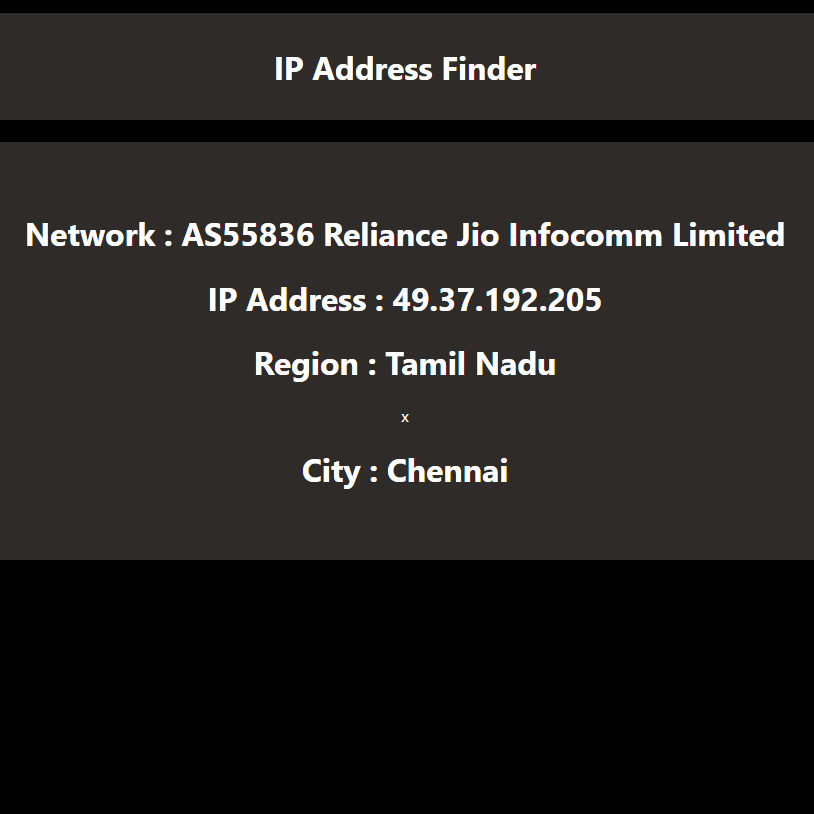 IP Address Finder
Network : AS55836 Reliance Jio Infocomm Limited
IP Address : 49.37.192.205
Region : Tamil Nadu
x
City : Chennai